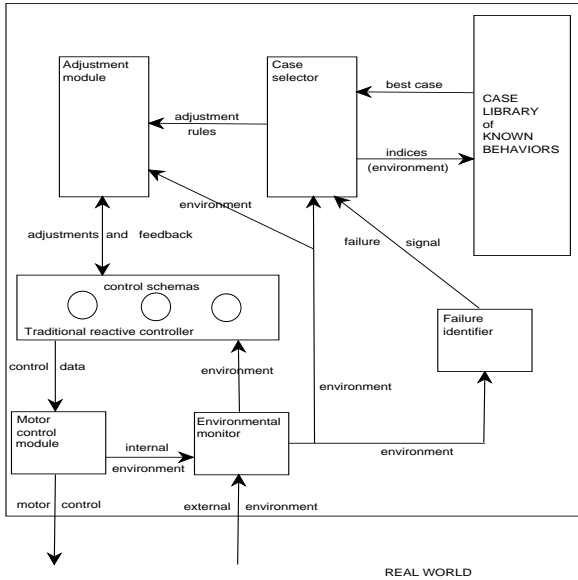 Adjustment
module
Case
selector
best case
CASE
LIBRARY
of
KNOWN
BEHAVIORS
adjustment
rules
indices
(environment)
environment
adjustments and feedback
failure signal
control schemas
Traditional reactive controller
Failure
identifier
control data
environment
environment
Motor
control
module
internal
environment
Environmental
monitor
environment
motor control
external environment
REAL WORLD